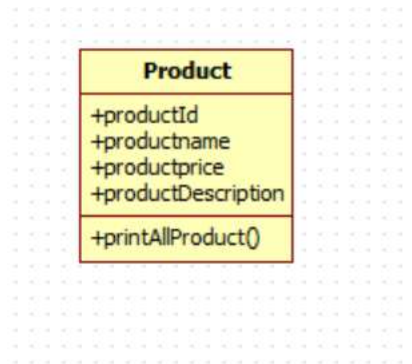 Product
+productId
+productname
+productprice
+productDescription
+printAllProduct()